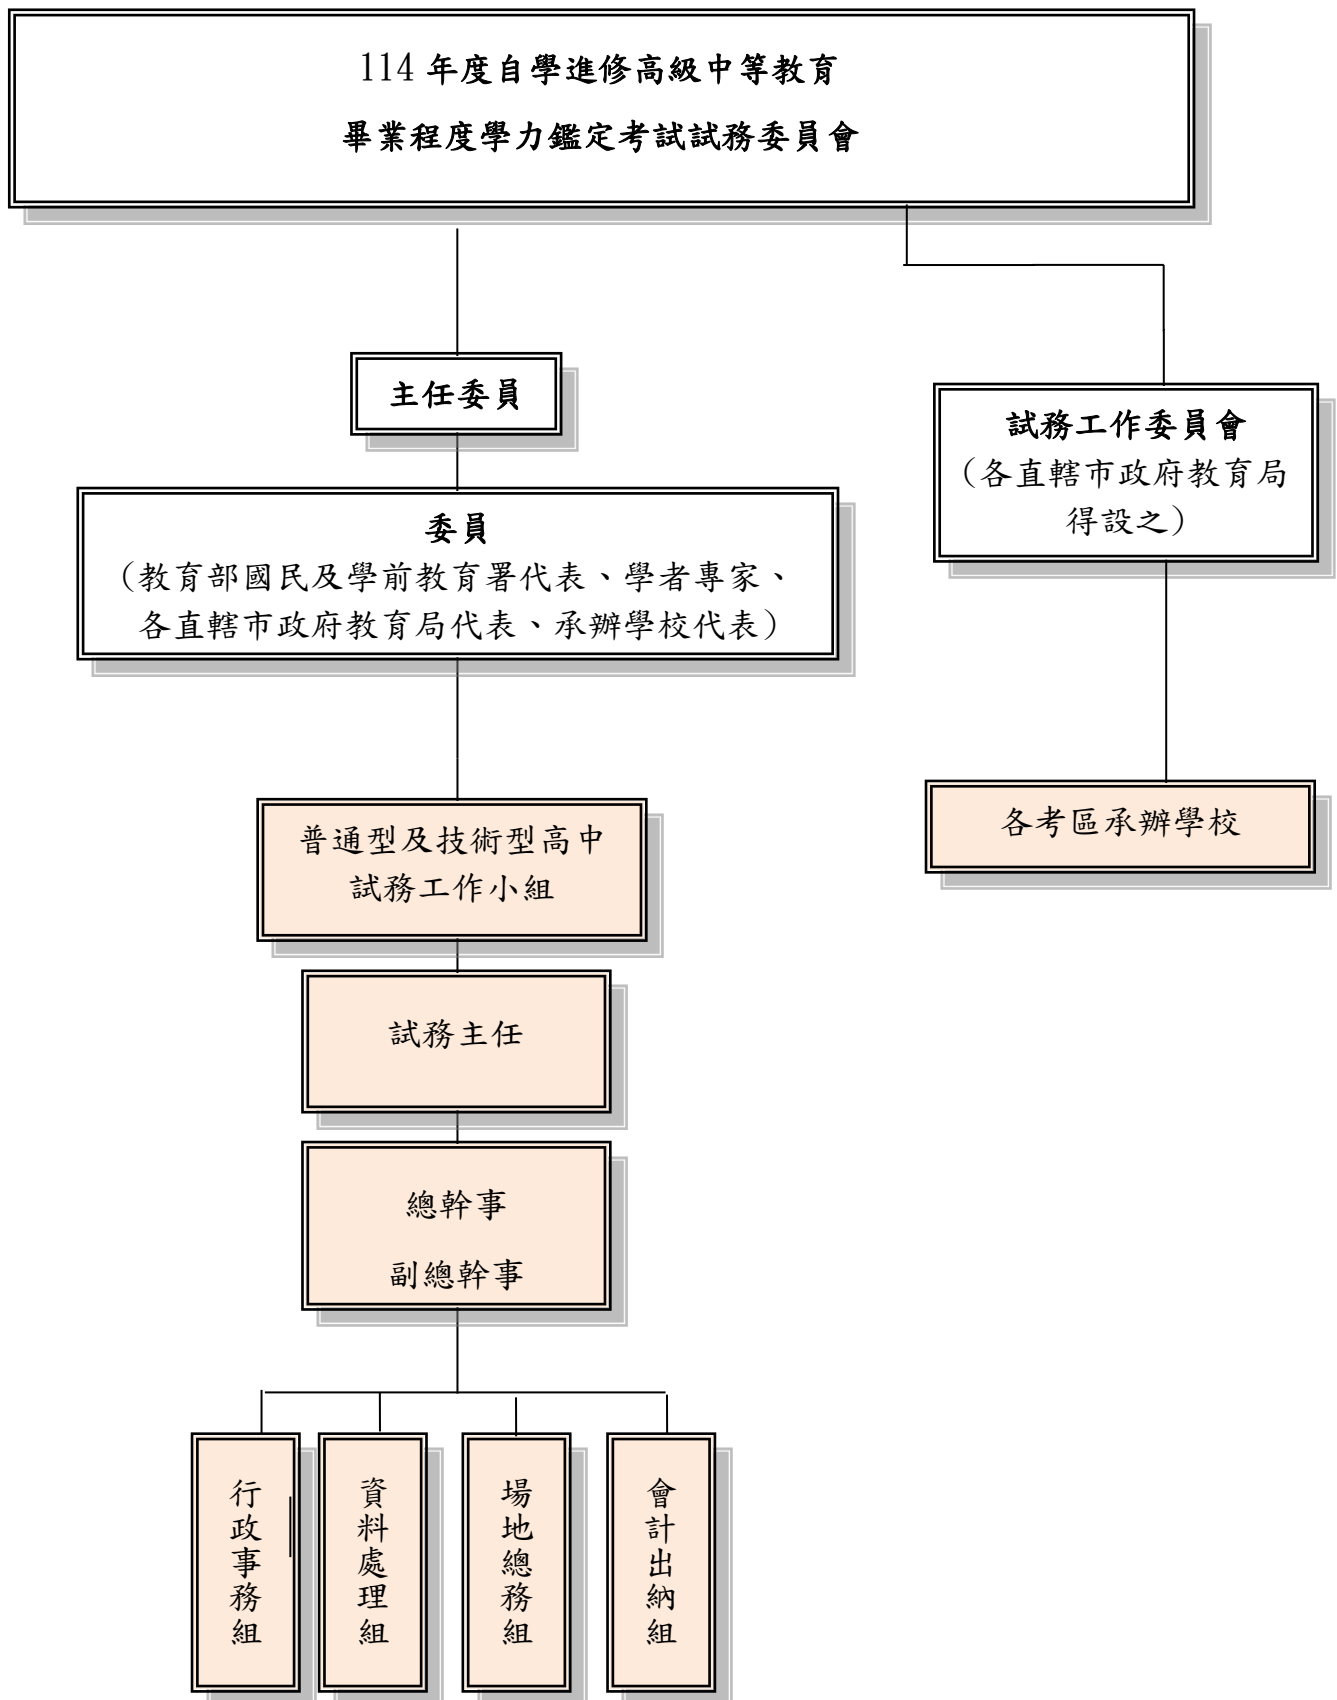 114 年度自學進修高級中等教育
畢業程度學力鑑定考試試務委員會
主任委員
試務工作委員會
（各直轄市政府教育局
得設之）
委員
（教育部國民及學前教育署代表、學者專家、
各直轄市政府教育局代表、承辦學校代表）
普通型及技術型高中
試務工作小組
各考區承辦學校
試務主任
總幹事
副總幹事
行政事務組
資料處理組
場地總務組
會計出納組